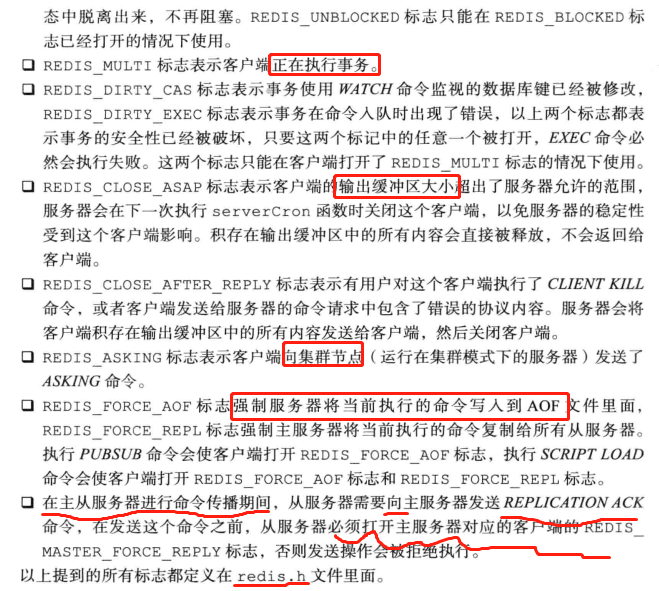 态中脱离出来，不再阻塞。REDIS_UNBLOCKED 标志只能在 REDIS_BLOCKED 标
志已经打开的情况下使用。
❑ REDIS_MULTI 标志表示客户端正在执行事务。
❑ REDIS_DIRTY_CAS 标志表示事务使用 WATCH 命令监视的数据库键已经被修改，
REDIS_DIRTY_EXEC 标志表示事务在命令入队时出现了错误，以上两个标志都表
示事务的安全性已经被破坏，只要这两个标记中的任意一个被打开，EXEC 命令必
然会执行失败。这两个标志只能在客户端打开了 REDIS_MULTI 标志的情况下使用。
❑ REDIS_CLOSE_ASAP 标志表示客户端的输出缓冲区大小超出了服务器允许的范围，
服务器会在下一次执行 serverCron 函数时关闭这个客户端，以免服务器的稳定性
受到这个客户端影响。积存在输出缓冲区中的所有内容会直接被释放，不会返回给
客户端。
❑ REDIS_CLOSE_AFTER_REPLY 标志表示有用户对这个客户端执行了 CLIENT KILL
命令，或者客户端发送给服务器的命令请求中包含了错误的协议内容。服务器会将
客户端积存在输出缓冲区中的所有内容发送给客户端，然后关闭客户端。
❑ REDIS_ASKING 标志表示客户端向集群节点（运行在集群模式下的服务器）发送了
ASKING 命令。
❑ REDIS_FORCE_AOF 标志强制服务器将当前执行的命令写入到 AOF 文件里面，
REDIS_FORCE_REPL 标志强制主服务器将当前执行的命令复制给所有从服务器。
执行 PUBSUB 命令会使客户端打开 REDIS_FORCE_AOF 标志，执行 SCRIPT LOAD
命令会使客户端打开 REDIS_FORCE_AOF 标志和 REDIS_FORCE_REPL 标志。
❑ 在主从服务器进行命令传播期间，从服务器需要向主服务器发送 REPLICATION ACK
命令，在发送这个命令之前，从服务器必须打开主服务器对应的客户端的 REDIS_
MASTER_FORCE_REPLY 标志，否则发送操作会被拒绝执行。
以上提到的所有标志都定义在 redis.h 文件里面。